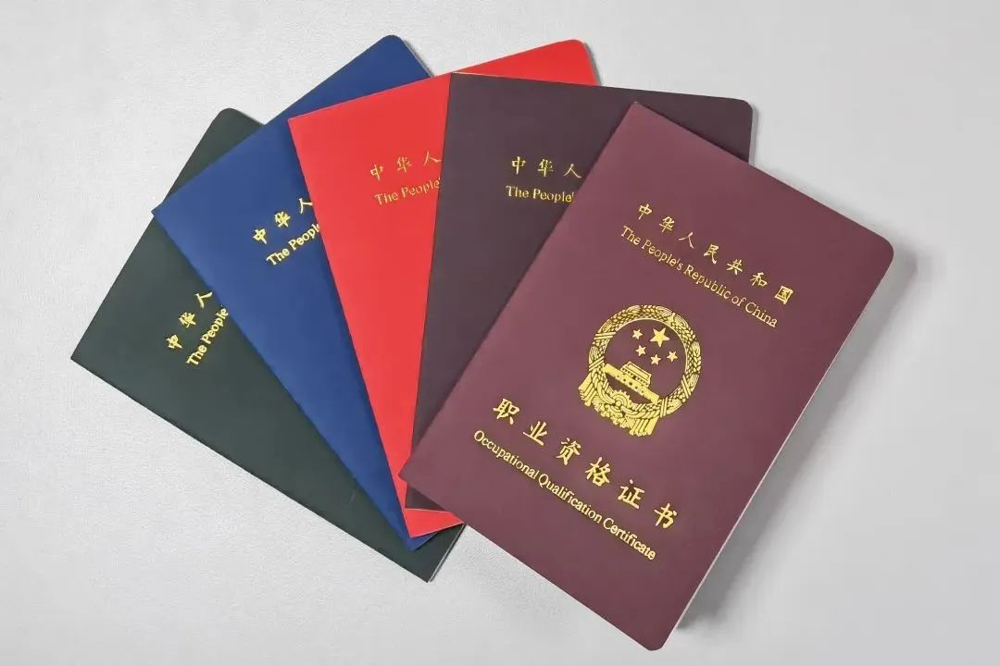 中华人
The People
中华人
The Peopl
中华人
The People's
中华人
The People's
中华人民共和国
The People's Republic of China
职业资格证书
Occupational Qualification Certificate